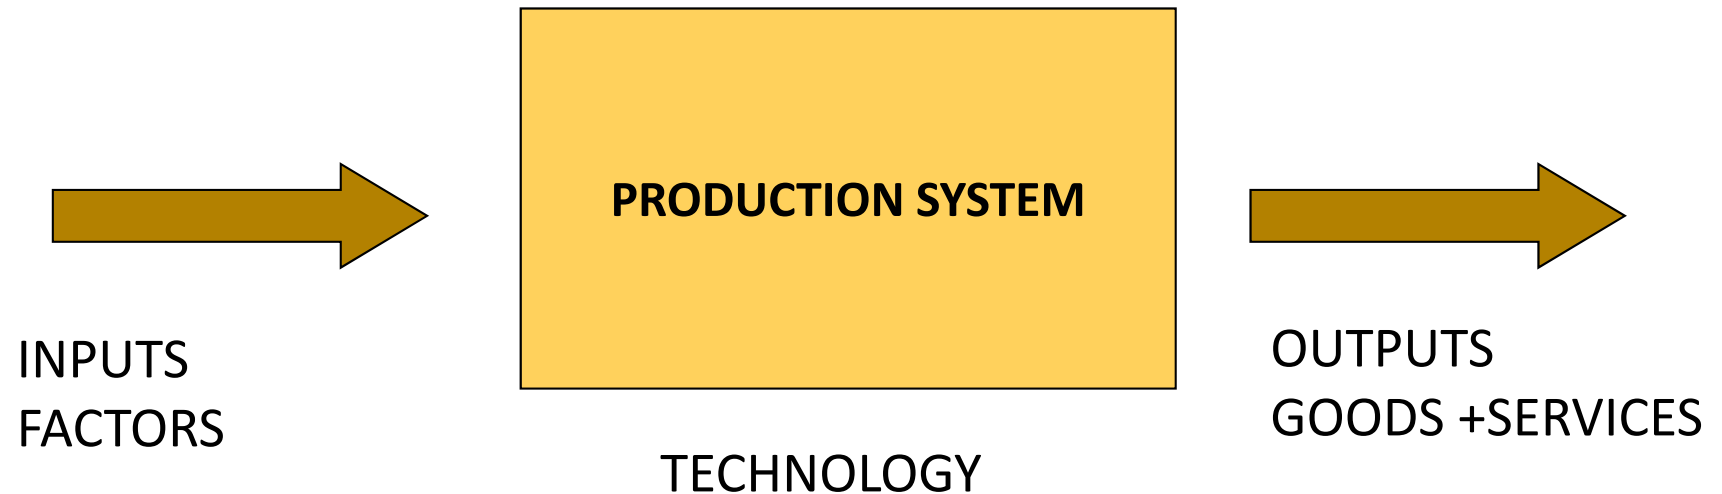 PRODUCTION SYSTEM
INPUTS
FACTORS
OUTPUTS
GOODS +SERVICES
TECHNOLOGY